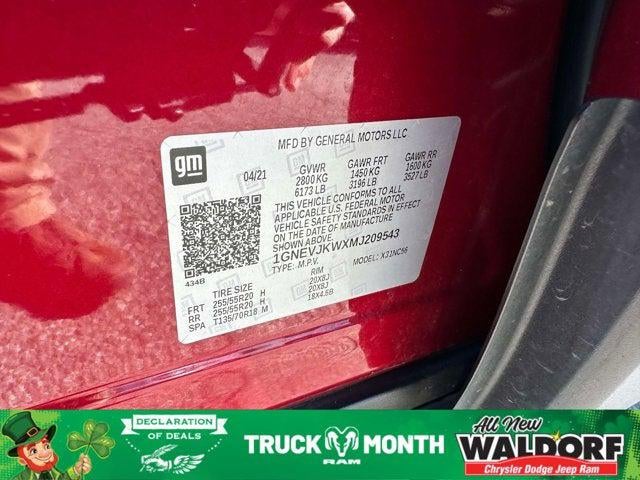 MFD BY GENERAL MOTORS LLC
gm
04/21
GVWR GAWR FRT GAWR RR
2800 KG 1450 KG 1600 KG
6173 LB 3196 LB 3527 LB
THIS VEHICLE CONFORMS TO ALL
APPLICABLE U.S. FEDERAL MOTOR
VEHICLE SAFETY STANDARDS IN EFFECT
ON THE DATE OF MANUFACTURE SHOWN
ABOVE.
1GNEVJKWXMJ209543
TYPE: M.P.V. MODEL: X31NC56
434B
TIRE SIZE RIM
FRT 255/55R20 H 20X8J
RR 255/55R20 H 20X8J
SPA T135/70R18 M 18X4.5B
DECLARATION
OF DEALS
TRUCK MONTH
RAM
All New
WALDORF
Chrysler Dodge Jeep Ram